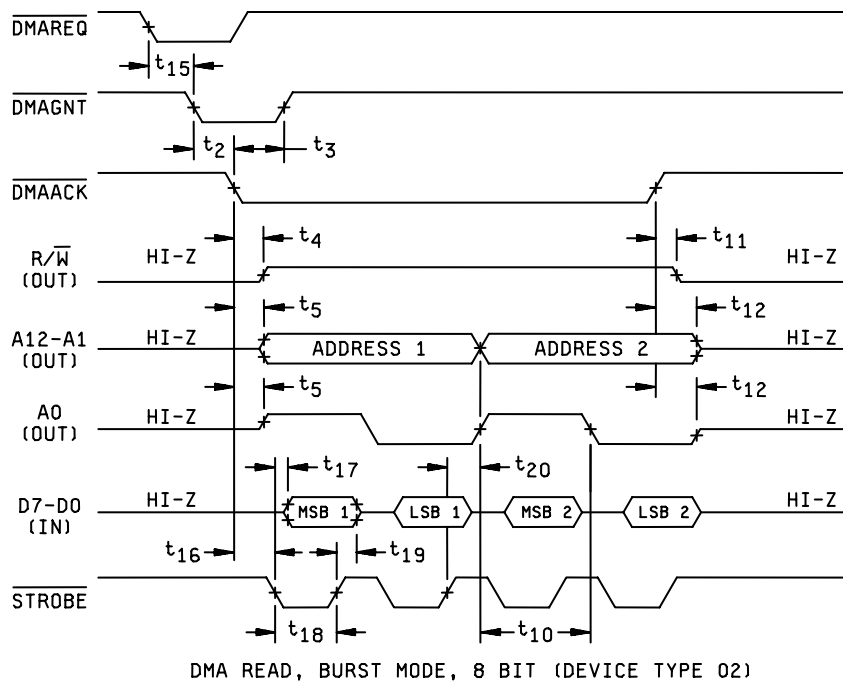 DMAREQ
t15
DMAGNT
t2
t3
DMAACK
t4
t11
R/W
(OUT)
HI-Z
HI-Z
t5
t12
A12-A1
(OUT)
HI-Z
ADDRESS 1
ADDRESS 2
HI-Z
t5
t12
A0
(OUT)
HI-Z
HI-Z
t17
t20
D7-D0
(IN)
HI-Z
MSB 1
LSB 1
MSB 2
LSB 2
HI-Z
t16
t19
STROBE
t18
t10
DMA READ, BURST MODE, 8 BIT (DEVICE TYPE 02)